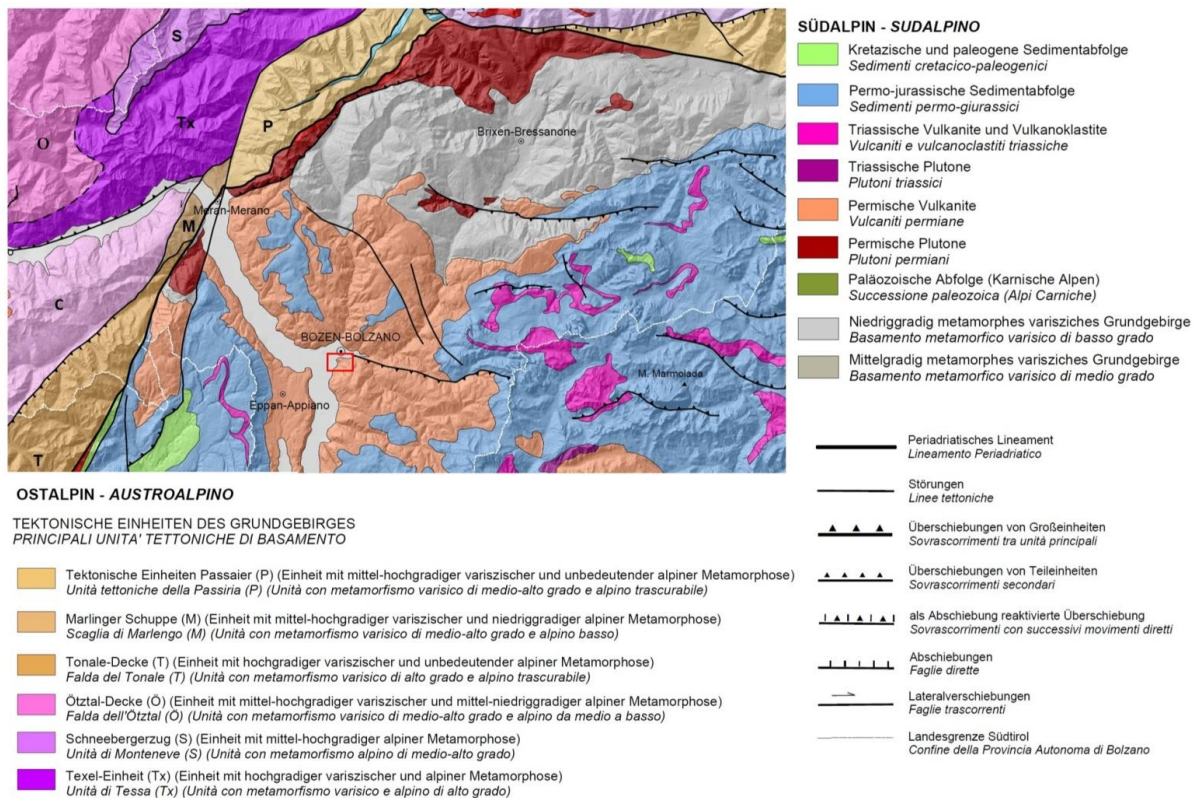 S
O
Tx
P
Brixen-Bressanone
Meran-Merano
M
C
BOZEN-BOLZANO
M. Marmolada
Eppan-Appiano
T
SÜDALPIN - SUDALPINO
Kretazische und paleogene Sedimentabfolge
Sedimenti cretacico-paleogenici
Permo-jurassische Sedimentabfolge
Sedimenti permo-giurassici
Triassische Vulkanite und Vulkanoklastite
Vulcaniti e vulcanoclastiti triassiche
Triassische Plutone
Plutoni triassici
Permische Vulkanite
Vulcaniti permiane
Permische Plutone
Plutoni permiani
Paläozoische Abfolge (Karnische Alpen)
Successione paleozoica (Alpi Carniche)
Niedriggradig metamorphes varisziches Grundgebirge
Basamento metamorfico varisico di basso grado
Mittelgradig metamorphes varisziches Grundgebirge
Basamento metamorfico varisico di medio grado
Periadriatisches Lineament
Lineamento Periadriatico
Störungen
Linee tettoniche
Überschiebungen von Großeinheiten
Sovrascorrimenti tra unità principali
Überschiebungen von Teileinheiten
Sovrascorrimenti secondari
als Abschiebung reaktivierte Überschiebung
Sovrascorrimenti con successivi movimenti diretti
Abschiebungen
Faglie dirette
Lateralverschiebungen
Faglie trascorrenti
Landesgrenze Südtirol
Confine della Provincia Autonoma di Bolzano
OSTALPIN - AUSTROALPINO
TEKTONISCHE EINHEITEN DES GRUNDGEBIRGES
PRINCIPALI UNITA' TETTONICHE DI BASAMENTO
Tektonische Einheiten Passaier (P) (Einheit mit mittel-hochgradiger variszischer und unbedeutender alpiner Metamorphose)
Unità tettoniche della Passiria (P) (Unità con metamorfismo varisico di medio-alto grado e alpino trascurabile)
Marlinger Schuppe (M) (Einheit mit mittel-hochgradiger variszischer und niedriggradiger alpiner Metamorphose)
Scaglia di Marlengo (M) (Unità con metamorfismo varisico di medio-alto grado e alpino basso)
Tonale-Decke (T) (Einheit mit hochgradiger variszischer und unbedeutender alpiner Metamorphose)
Falda del Tonale (T) (Unità con metamorfismo varisico di alto grado e alpino trascurabile)
Ötztal-Decke (Ö) (Einheit mit mittel-hochgradiger variszischer und mittel-niedriggradiger alpiner Metamorphose)
Falda dell'Ötztal (Ö) (Unità con metamorfismo varisico di medio-alto grado e alpino da medio a basso)
Schneebergerzug (S) (Einheit mit mittel-hochgradiger alpiner Metamorphose)
Unità di Monteneve (S) (Unità con metamorfismo alpino di medio-alto grado)
Texel-Einheit (Tx) (Einheit mit hochgradiger variszischer und alpiner Metamorphose)
Unità di Tessa (Tx) (Unità con metamorfismo varisico e alpino di alto grado)